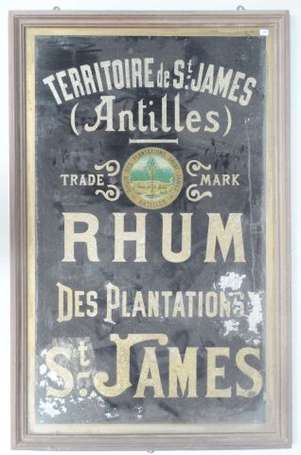 TERRITOIRE de St. JAMES
(Antilles)
TRADE MARK
RHUM
DES PLANTATIONS
St. JAMES